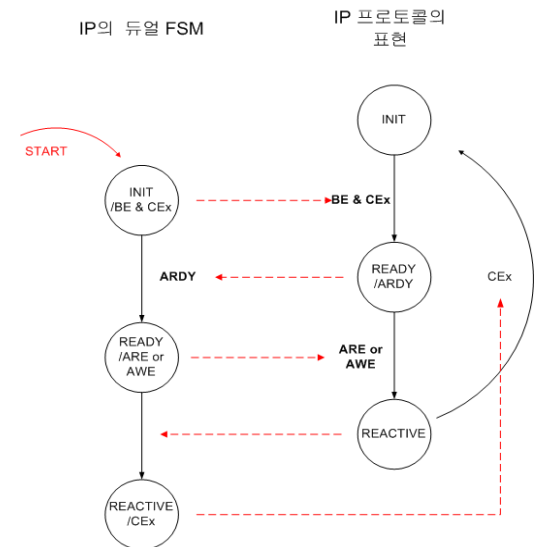 IP의 듀얼 FSM
IP 프로토콜의
표현
INIT
START
INIT
/BE & CEx
BE & CEx
ARDY
READY
/ARDY
CEx
READY
/ARE or
AWE
ARE or
AWE
REACTIVE
REACTIVE
/CEx